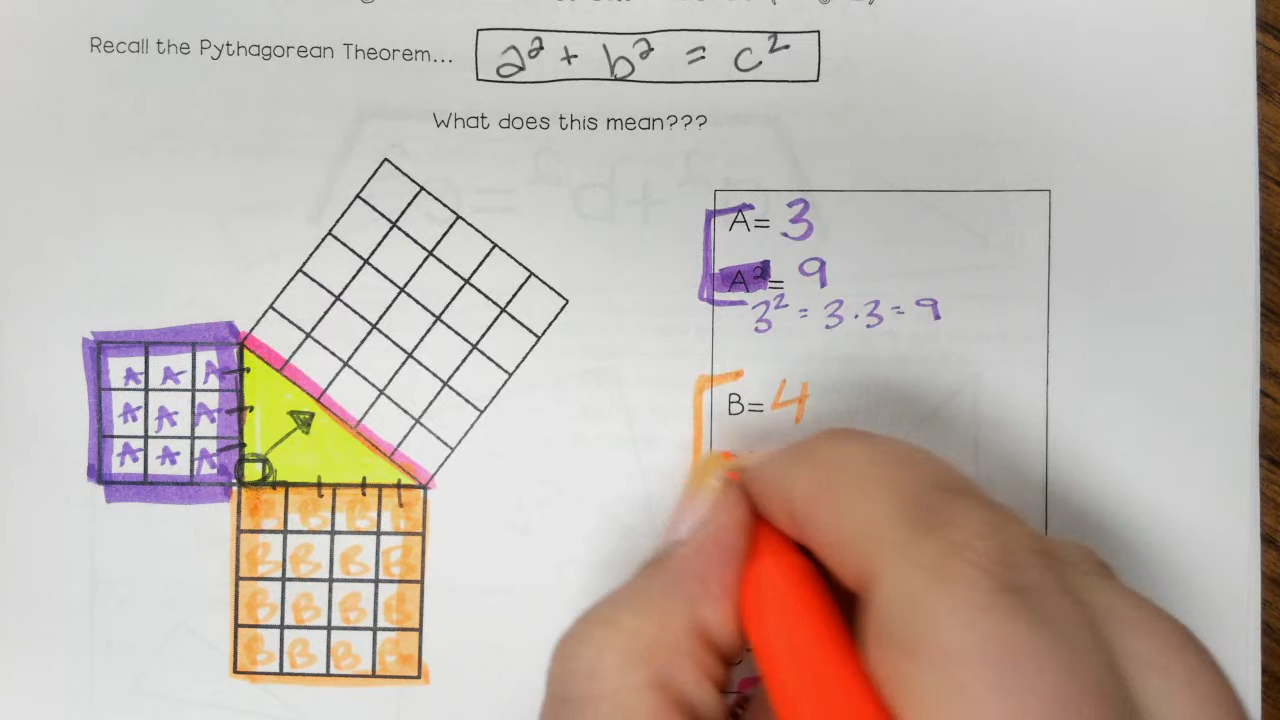 Recall the Pythagorean Theorem... a² + b² = c²
What does this mean???
A= 3
A²= 9
3² = 3·3 = 9
B= 4
A A A
A A A
A A A
B B B B
B B B B
B B B B
B B B B